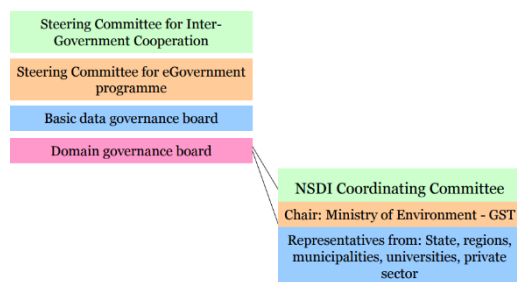 Steering Committee for Inter-
Government Cooperation
Steering Committee for eGovernment
programme
Basic data governance board
Domain governance board
NSDI Coordinating Committee
Chair: Ministry of Environment - GST
Representatives from: State, regions,
municipalities, universities, private
sector